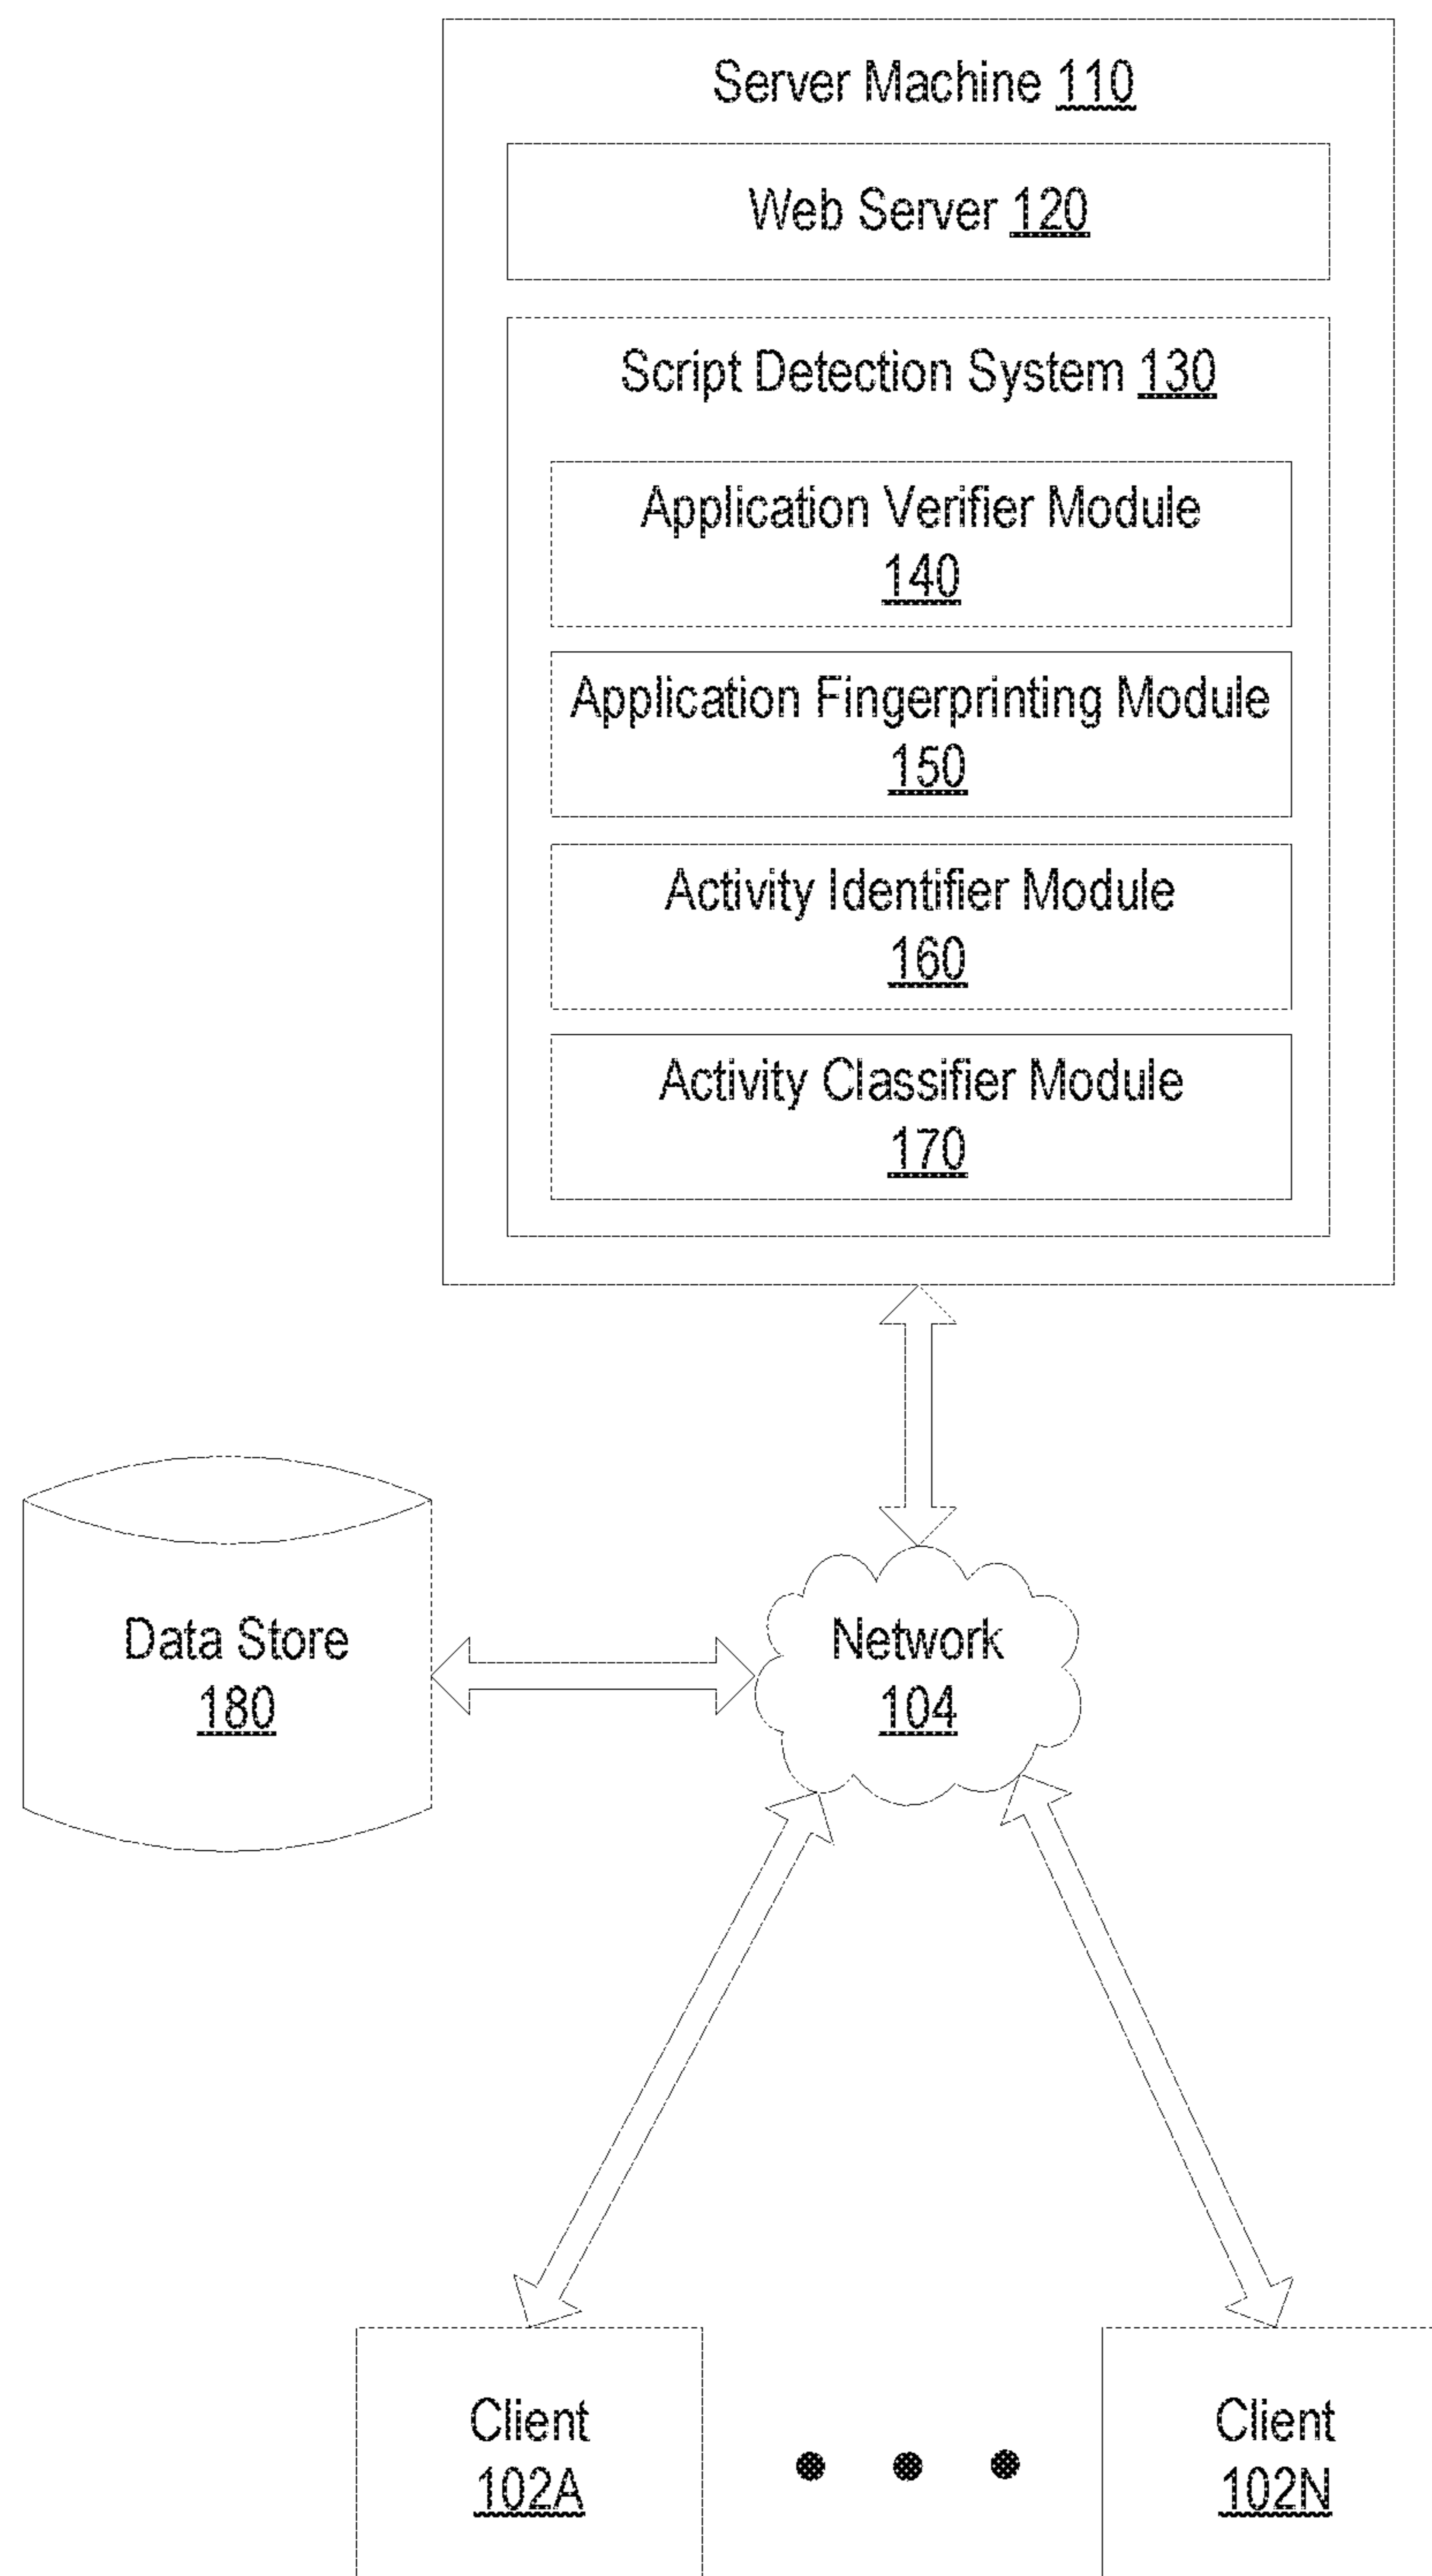 Server Machine 110
Web Server 120
Script Detection System 130
Application Verifier Module
140
Application Fingerprinting Module
150
Activity Identifier Module
160
Activity Classifier Module
170
Data Store
180
Network
104
Client
102A
Client
102N